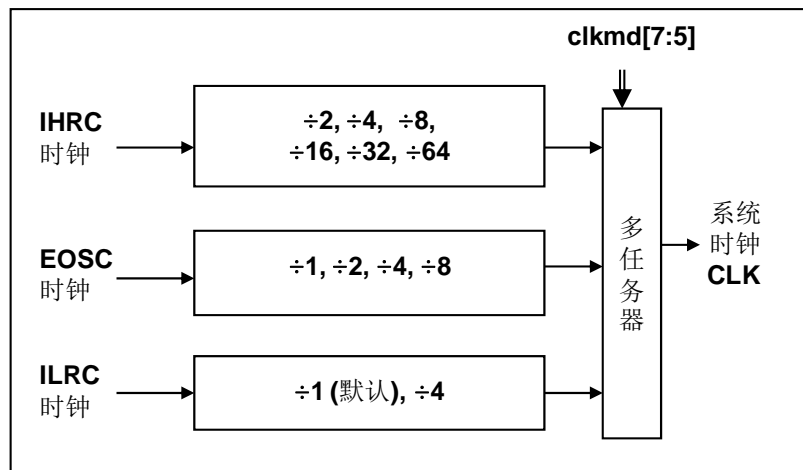 clkmd[7:5]
IHRC
时钟
÷2, ÷4, ÷8,
÷16, ÷32, ÷64
EOSC
时钟
÷1, ÷2, ÷4, ÷8
ILRC
时钟
÷1 (默认), ÷4
多
任
务
器
系统
时钟
CLK